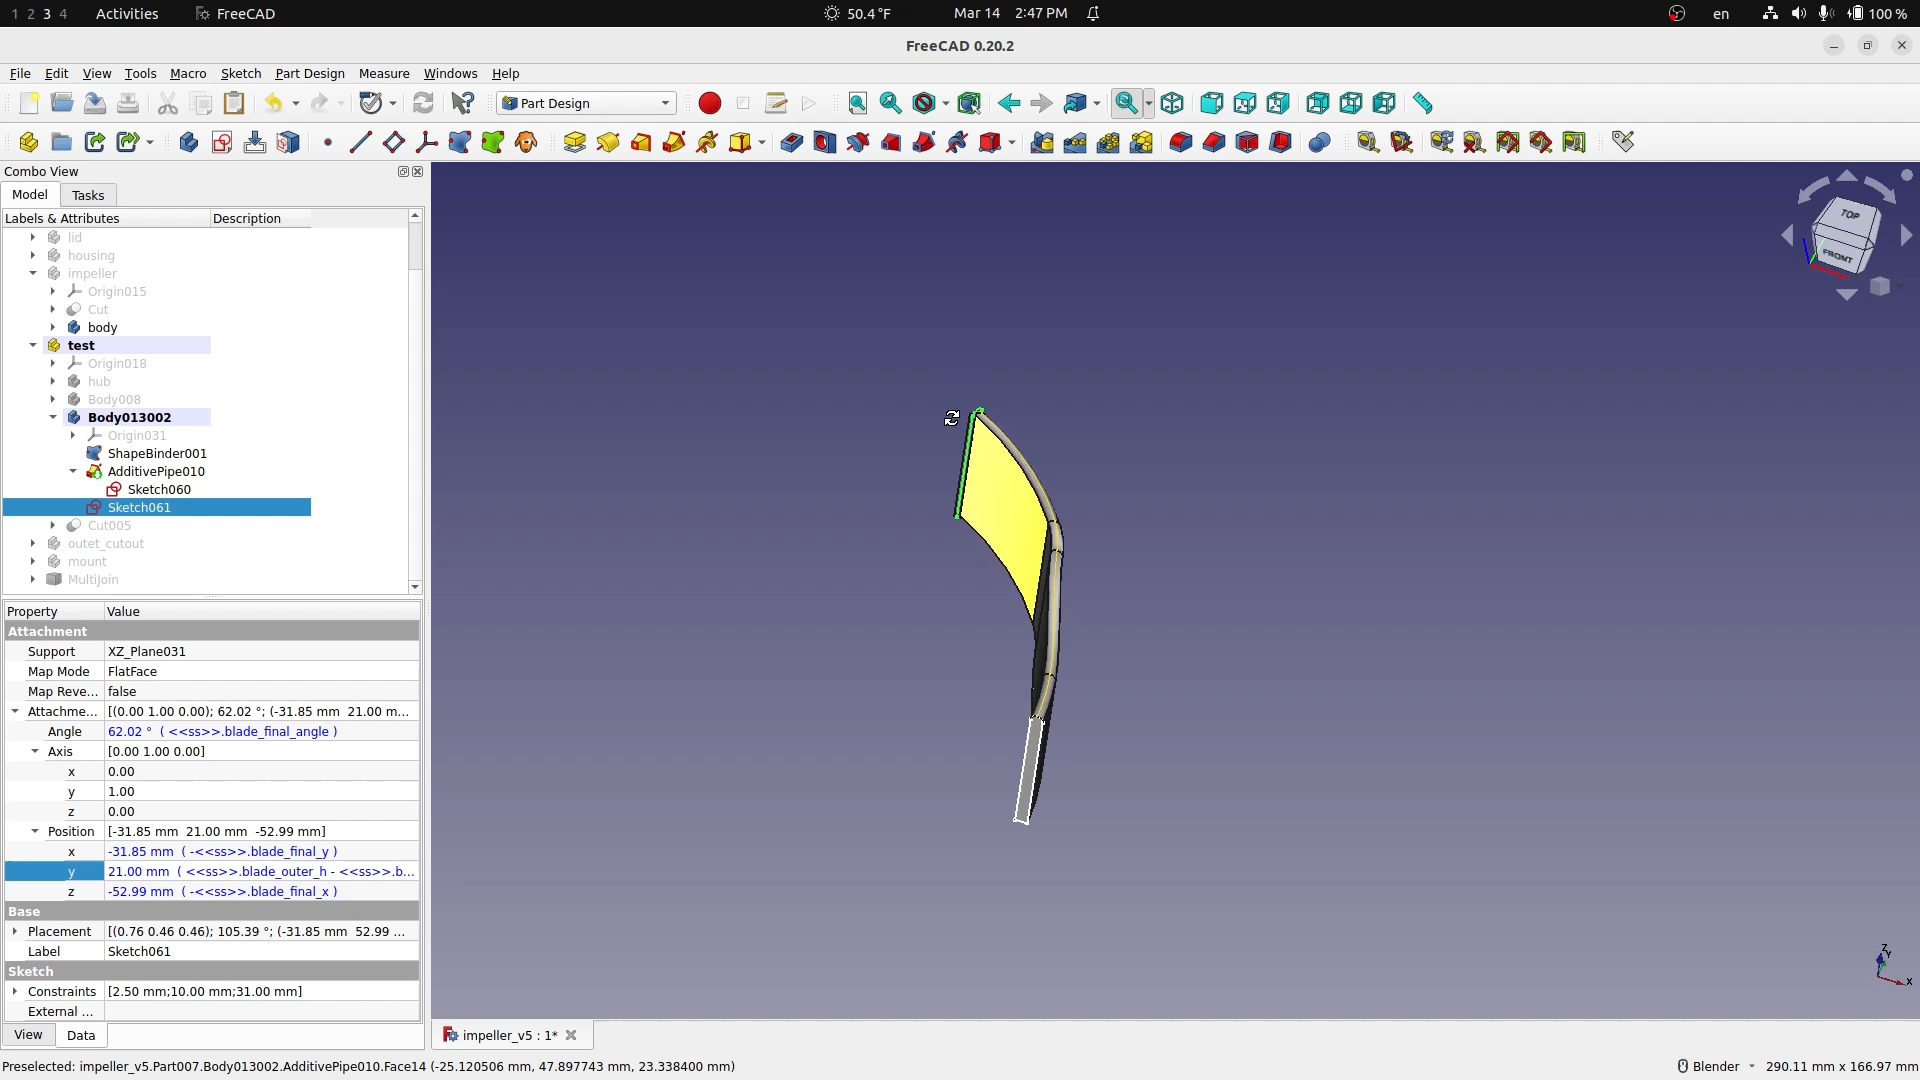 1 2 3 4 Activities FreeCAD 50.4°F Mar 14 2:47 PM en 100 %
FreeCAD 0.20.2
File Edit View Tools Macro Sketch Part Design Measure Windows Help
Part Design
Combo View
Model Tasks
Labels & Attributes Description
lid
housing
impeller
Origin015
Cut
body
test
Origin018
hub
Body008
Body013002
Origin031
ShapeBinder001
AdditivePipe010
Sketch060
Sketch061
Cut005
outet_cutout
mount
MultiJoin
Property Value
Attachment
Support XZ_Plane031
Map Mode FlatFace
Map Reve... false
Attachme... [(0.00 1.00 0.00); 62.02 °; (-31.85 mm 21.00 m...
Angle 62.02 ° ( <<ss>>.blade_final_angle )
Axis [0.00 1.00 0.00]
x 0.00
y 1.00
z 0.00
Position [-31.85 mm 21.00 mm -52.99 mm]
x -31.85 mm ( -<<ss>>.blade_final_y )
y 21.00 mm ( <<ss>>.blade_outer_h - <<ss>>.b...
z -52.99 mm ( -<<ss>>.blade_final_x )
Base
Placement [(0.76 0.46 0.46); 105.39 °; (-31.85 mm 52.99 ...
Label Sketch061
Sketch
Constraints [2.50 mm;10.00 mm;31.00 mm]
External ...
View Data
TOP
FRONT
Z
Y
X
impeller_v5 : 1*
Preselected: impeller_v5.Part007.Body013002.AdditivePipe010.Face14 (-25.120506 mm, 47.897743 mm, 23.338400 mm)
Blender 290.11 mm x 166.97 mm